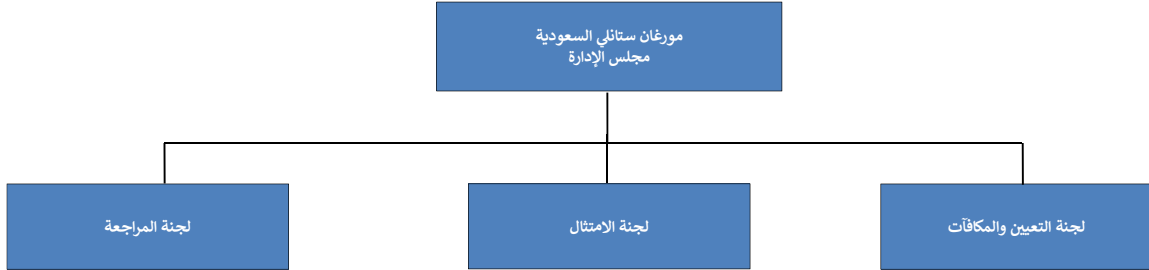 مورغان ستانلي السعودية
مجلس الإدارة
لجنة التعيين والمكافآت
لجنة الامتثال
لجنة المراجعة